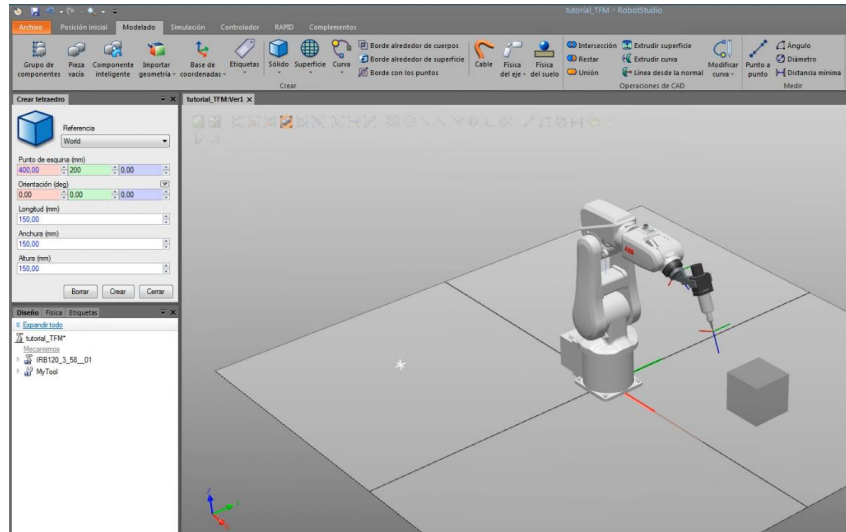 tutorial_TFM - RobotStudio
Archivo Posición inicial Modelado Simulación Controlador RAPID Complementos
Grupo de componentes
Pieza vacía
Componente inteligente
Importar geometría
Base de coordenadas
Etiquetas
Sólido
Superficie
Curva
Borde alrededor de cuerpos
Borde alrededor de superficie
Borde con los puntos
Crear
Cable
Física del eje
Física del suelo
Intersección
Restar
Unión
Extrudir superficie
Extrudir curva
Línea desde la normal
Modificar curva
Operaciones de CAD
Punto a punto
Ángulo
Diámetro
Distancia mínima
Medir
Crear tetraedro
tutorial_TFM:Ver1
Referencia
World
Punto de esquina (mm)
400,00 200 0,00
Orientación (deg)
0,00 0,00 0,00
Longitud (mm)
150,00
Anchura (mm)
150,00
Altura (mm)
150,00
Borrar Crear Cerrar
Diseño Física Etiquetas
Expandir todo
tutorial_TFM*
Mecanismos
IRB120_3_58__01
MyTool
ABB
Z